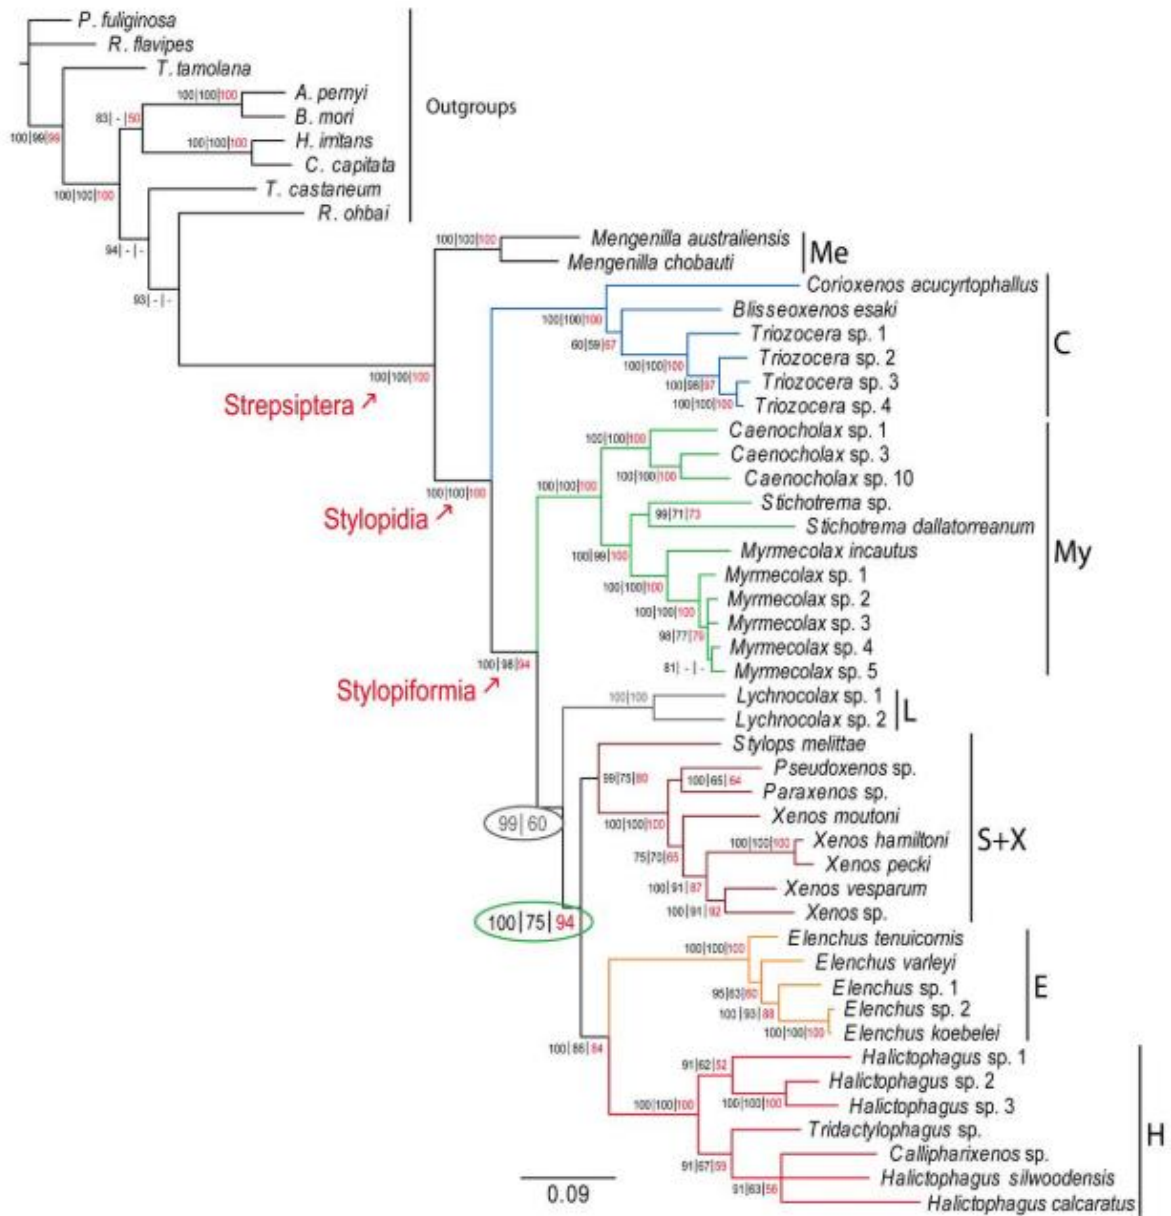 P. fuliginosa
R. flavipes
T. tamolana
100|100|100
A. pernyi
83| - |50
B. mori
Outgroups
100|99|99
H. irritans
100|100|100
C. capitata
100|100|100
T. castaneum
R. ohbai
94| - | -
100|100|100
Mengenilla australiensis
Me
Mengenilla chobauti
93| - | -
Corioxenos acucyrtophallus
100|100|100
Blisseoxenos esaki
60|59|67
Triozocera sp. 1
C
100|100|100
Triozocera sp. 2
100|100|100
100|98|97
Triozocera sp. 3
Strepsiptera ↗
100|100|100
Triozocera sp. 4
100|100|100
Caenocholax sp. 1
Caenocholax sp. 3
100|100|100
Caenocholax sp. 10
100|100|100
100|100|100
Stichotrema sp.
Stylopidia ↗
99|71|73
Stichotrema dallatorreanum
My
100|99|100
Myrmecolax incautus
100|100|100
Myrmecolax sp. 1
Myrmecolax sp. 2
100|100|100
Myrmecolax sp. 3
98|77|79
Myrmecolax sp. 4
100|98|94
81| - | -
Myrmecolax sp. 5
Stylopiformia ↗
100|100
Lychnocolax sp. 1
L
Lychnocolax sp. 2
Stylops melittae
99|75|80
Pseudoxenos sp.
100|65|64
Paraxenos sp.
99|60
100|100|100
Xenos moutoni
S+X
100|100|100
Xenos hamiltoni
75|70|65
Xenos pecki
100|91|87
Xenos vesparum
100|91|92
Xenos sp.
100|75|94
Elenchus tenuicornis
100|100|100
Elenchus varleyi
E
95|63|60
Elenchus sp. 1
100|93|88
Elenchus sp. 2
100|100|100
Elenchus koebelei
100|86|84
Halictophagus sp. 1
91|62|52
Halictophagus sp. 2
100|100|100
Halictophagus sp. 3
100|100|100
Tridactylophagus sp.
H
Callipharixenos sp.
91|67|59
Halictophagus silwoodensis
91|63|56
0.09
Halictophagus calcaratus